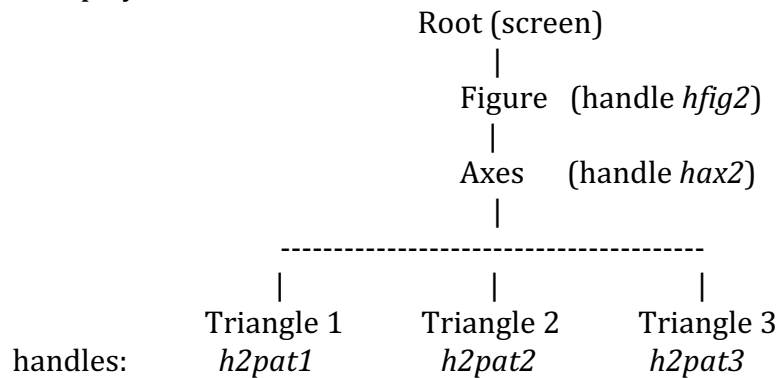 Root (screen)
|
Figure (handle hfig2)
|
Axes (handle hax2)
|
----------------------------------------
| | |
Triangle 1 Triangle 2 Triangle 3
handles: h2pat1 h2pat2 h2pat3